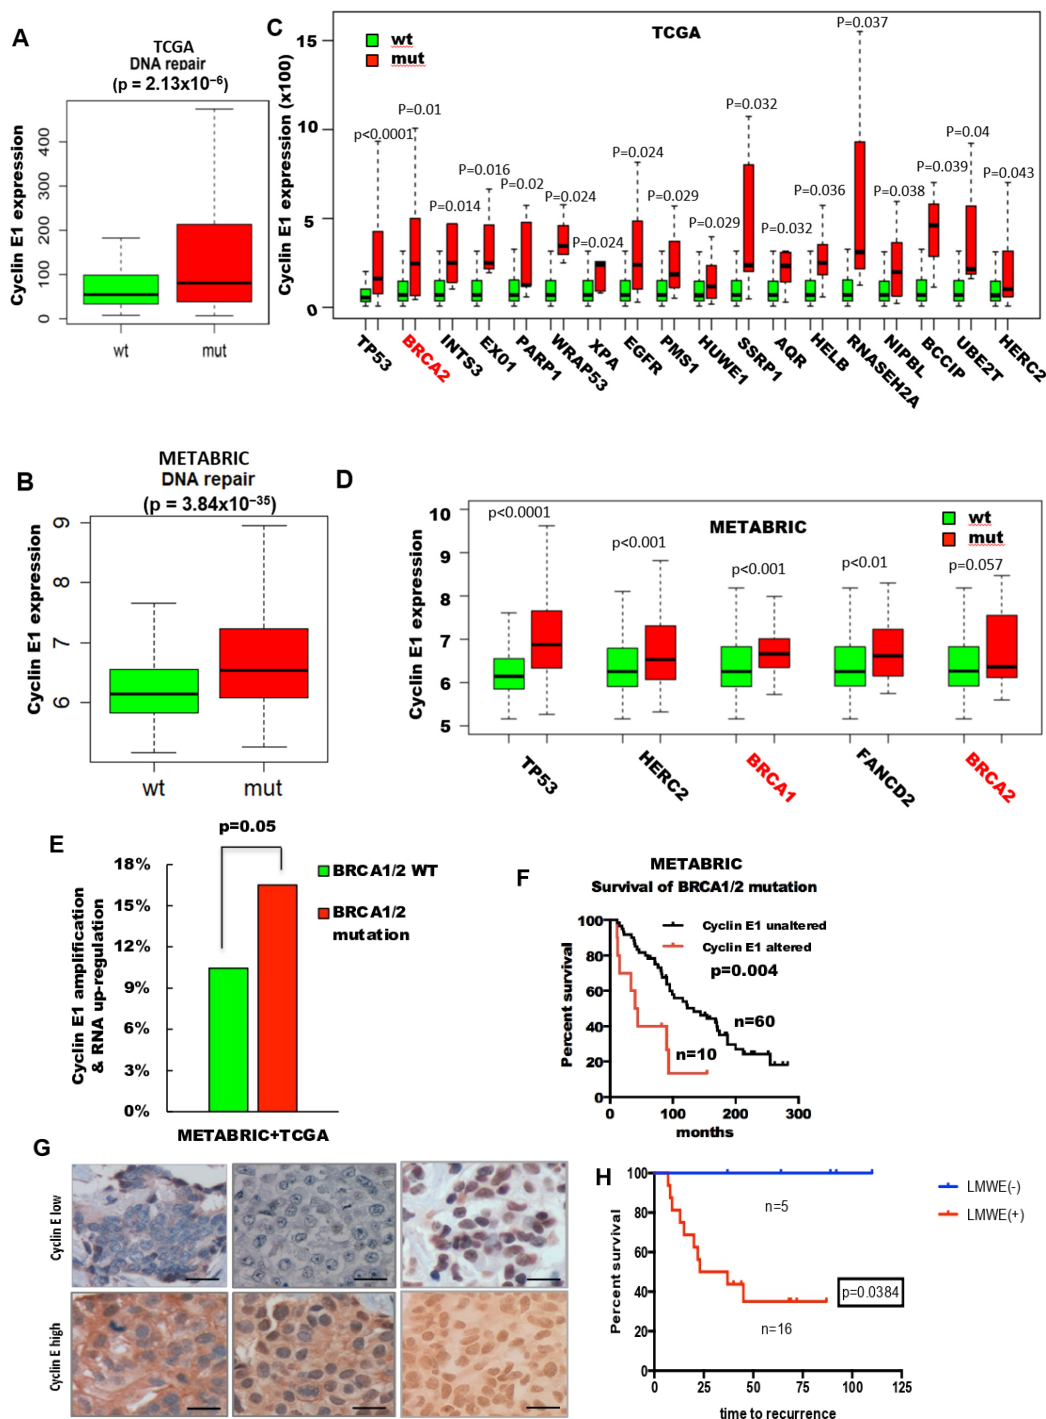 A
TCGA
DNA repair
(p = 2.13x10⁻⁶)
Cyclin E1 expression
400
300
200
100
0
wt
mut
C
TCGA
wt
mut
Cyclin E1 expression (x100)
15
10
5
0
p<0.0001
P=0.01
P=0.014
P=0.016
P=0.02
P=0.024
P=0.024
P=0.024
P=0.029
P=0.029
P=0.032
P=0.032
P=0.036
P=0.037
P=0.038
P=0.039
P=0.04
P=0.043
TP53
BRCA2
INTS3
EX01
PARP1
WRAP53
XPA
EGFR
PMS1
HUWE1
SSRP1
AQR
HELB
RNASEH2A
NIPBL
BCCIP
UBE2T
HERC2
B
METABRIC
DNA repair
(p = 3.84x10⁻³⁵)
Cyclin E1 expression
9
8
7
6
wt
mut
D
METABRIC
wt
mut
Cyclin E1 expression
10
9
8
7
6
5
p<0.0001
p<0.001
p<0.001
p<0.01
p=0.057
TP53
HERC2
BRCA1
FANCD2
BRCA2
E
p=0.05
Cyclin E1 amplification
& RNA up-regulation
18%
15%
12%
9%
6%
3%
0%
BRCA1/2 WT
BRCA1/2
mutation
METABRIC+TCGA
F
METABRIC
Survival of BRCA1/2 mutation
Percent survival
100
80
60
40
20
0
Cyclin E1 unaltered
Cyclin E1 altered
p=0.004
n=60
n=10
0
100
200
300
months
G
Cyclin E low
Cyclin E high
H
Percent survival
100
80
60
40
20
0
LMWE(-)
LMWE(+)
n=5
p=0.0384
n=16
0
25
50
75
100
125
time to recurrence